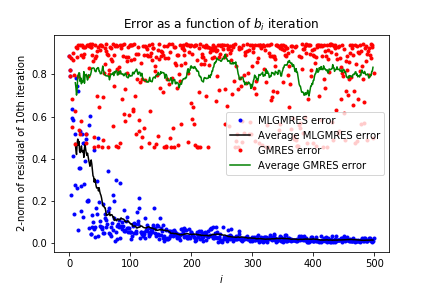 Error as a function of bᵢ iteration
2-norm of residual of 10th iteration
0.8
0.6
0.4
0.2
0.0
MLGMRES error
Average MLGMRES error
GMRES error
Average GMRES error
0 100 200 300 400 500
i